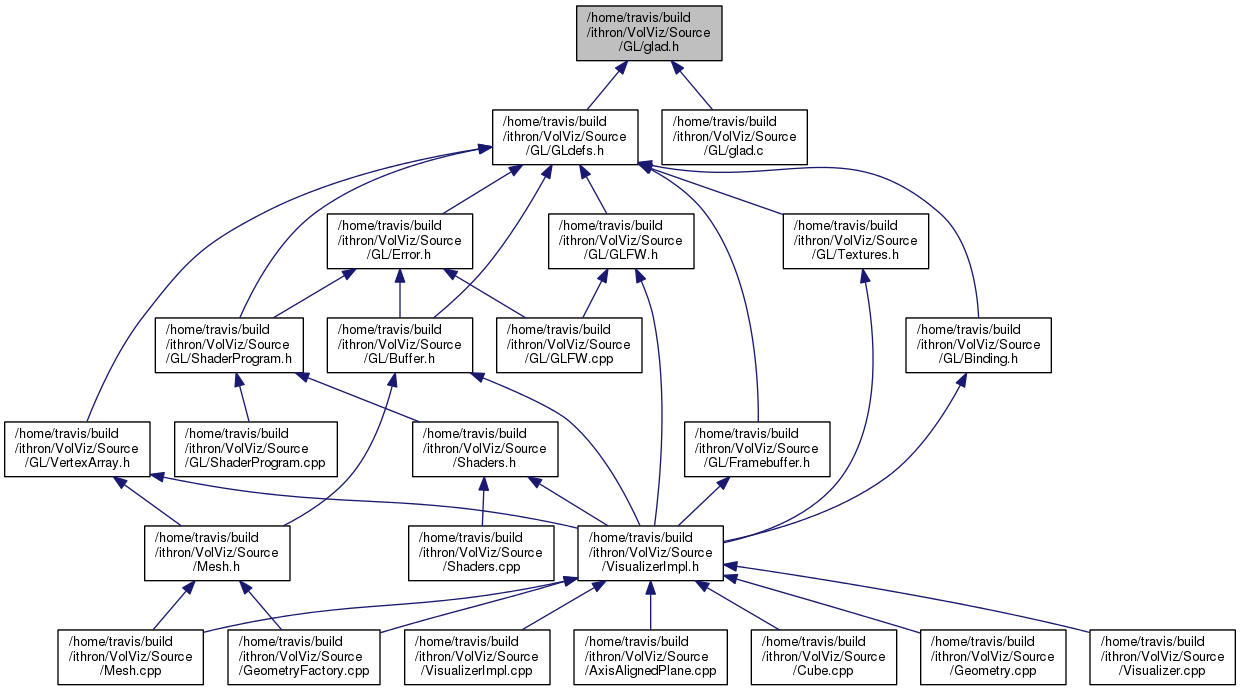 /home/travis/build
/ithron/VolViz/Source
/GL/glad.h
/home/travis/build
/ithron/VolViz/Source
/GL/GLdefs.h
/home/travis/build
/ithron/VolViz/Source
/GL/glad.c
/home/travis/build
/ithron/VolViz/Source
/GL/Error.h
/home/travis/build
/ithron/VolViz/Source
/GL/GLFW.h
/home/travis/build
/ithron/VolViz/Source
/GL/Textures.h
/home/travis/build
/ithron/VolViz/Source
/GL/ShaderProgram.h
/home/travis/build
/ithron/VolViz/Source
/GL/Buffer.h
/home/travis/build
/ithron/VolViz/Source
/GL/GLFW.cpp
/home/travis/build
/ithron/VolViz/Source
/GL/Binding.h
/home/travis/build
/ithron/VolViz/Source
/GL/VertexArray.h
/home/travis/build
/ithron/VolViz/Source
/GL/ShaderProgram.cpp
/home/travis/build
/ithron/VolViz/Source
/Shaders.h
/home/travis/build
/ithron/VolViz/Source
/GL/Framebuffer.h
/home/travis/build
/ithron/VolViz/Source
/Mesh.h
/home/travis/build
/ithron/VolViz/Source
/Shaders.cpp
/home/travis/build
/ithron/VolViz/Source
/VisualizerImpl.h
/home/travis/build
/ithron/VolViz/Source
/Mesh.cpp
/home/travis/build
/ithron/VolViz/Source
/GeometryFactory.cpp
/home/travis/build
/ithron/VolViz/Source
/VisualizerImpl.cpp
/home/travis/build
/ithron/VolViz/Source
/AxisAlignedPlane.cpp
/home/travis/build
/ithron/VolViz/Source
/Cube.cpp
/home/travis/build
/ithron/VolViz/Source
/Geometry.cpp
/home/travis/build
/ithron/VolViz/Source
/Visualizer.cpp